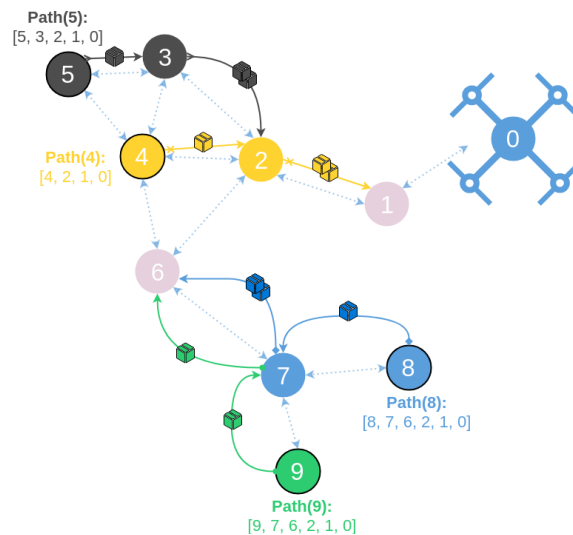 Path(5):
[5, 3, 2, 1, 0]
3
5
0
4
2
Path(4):
[4, 2, 1, 0]
1
6
7
8
Path(8):
[8, 7, 6, 2, 1, 0]
9
Path(9):
[9, 7, 6, 2, 1, 0]